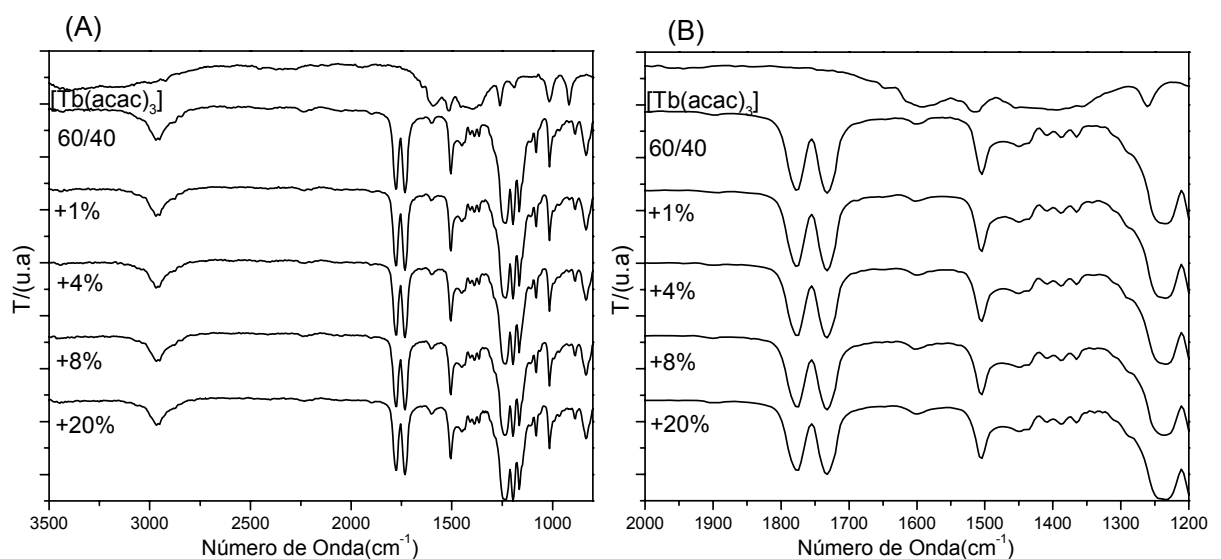 (A)
[Tb(acac)₃]
60/40
+1%
+4%
+8%
+20%
T/(u.a)
3500 3000 2500 2000 1500 1000
Número de Onda(cm⁻¹)
(B)
[Tb(acac)₃]
60/40
+1%
+4%
+8%
+20%
T/(u.a)
2000 1900 1800 1700 1600 1500 1400 1300 1200
Número de Onda(cm⁻¹)